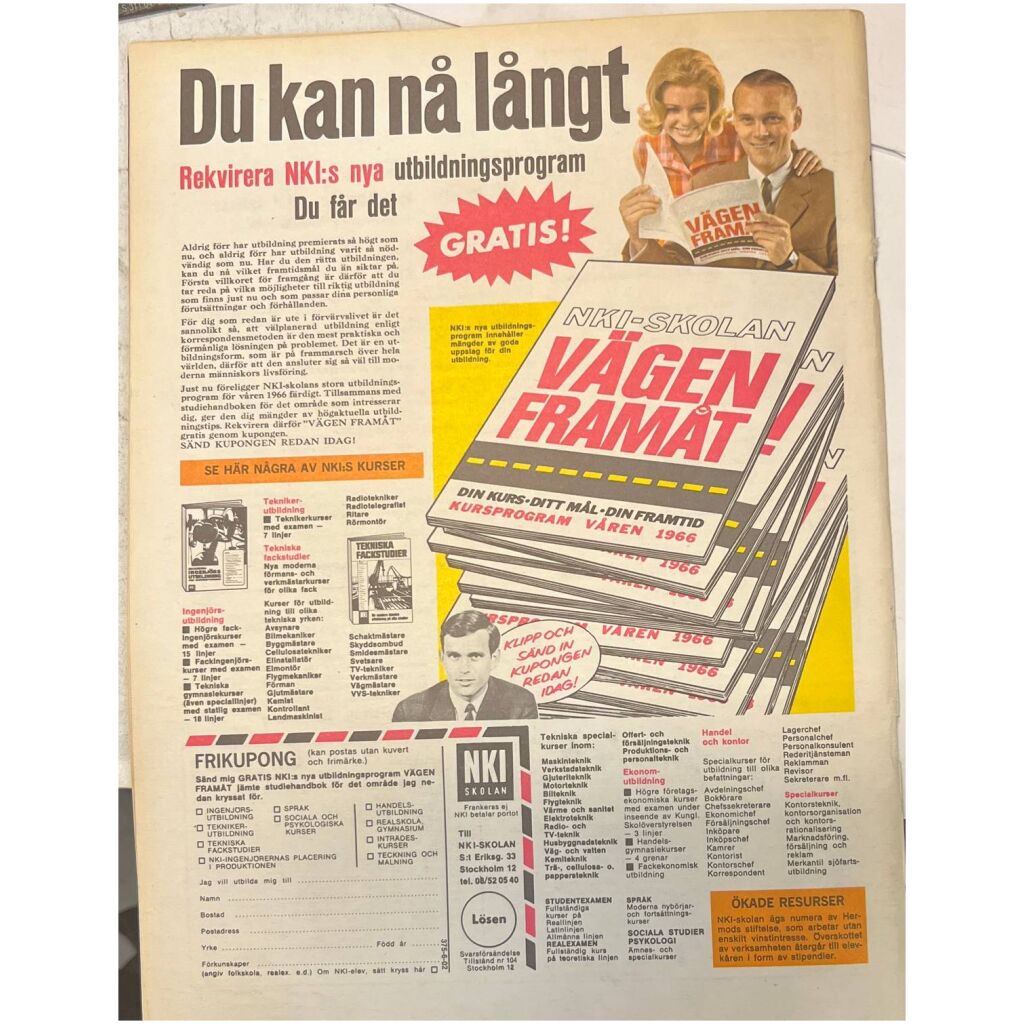 Du kan nå långt
Rekvirera NKI:s nya utbildningsprogram
Du får det
GRATIS!
VÄGEN
FRAM
Aldrig förr har utbildning premierats så högt som
nu, och aldrig förr har utbildning varit så nöd-
vändig som nu. Har du den rätta utbildningen,
kan du nå vilket framtidsmål du än siktar på.
Första villkoret för framgång är därför att du
tar reda på vilka möjligheter till riktig utbildning
som finns just nu och som passar dina personliga
förutsättningar och förhållanden.
För dig som redan är ute i förvärvslivet är det
sannolikt så, att välplanerad utbildning enligt
korrespondensmetoden är den mest praktiska och
förmånliga lösningen på problemet. Det är en ut-
bildningsform, som är på frammarsch över hela
världen, därför att den ansluter sig så väl till mo-
derna människors livsföring.
Just nu föreligger NKI-skolans stora utbildnings-
program för våren 1966 färdigt. Tillsammans med
studiehandboken för det område som intresserar
dig, ger den dig mängder av högaktuella utbild-
ningstips. Rekvirera därför "VÄGEN FRAMÅT"
gratis genom kupongen.
SÄND KUPONGEN REDAN IDAG!
NKI:s nya utbildnings-
program innehåller
mängder av goda
uppslag för din
utbildning.
NKI-SKOLAN
VÄGEN
FRAMÅT!
DIN KURS·DITT MÅL·DIN FRAMTID
KURSPROGRAM VÅREN 1966
VÅREN 1966
1966
KLIPP OCH
SÄND IN
KUPONGEN
REDAN
IDAG!
SE HÄR NÅGRA AV NKI:S KURSER
INGENJÖRS
UTBILDNING
Ingenjörs-
utbildning
■ Högre fack-
ingenjörskurser
med examen —
15 linjer
■ Fackingenjörs-
kurser med examen
— 7 linjer
■ Tekniska
gymnasiekurser
(även speciallinjer)
med statlig examen
— 18 linjer
Tekniker-
utbildning
■ Teknikerkurser
med examen —
7 linjer
Tekniska
fackstudier
Nya moderna
förmans- och
verkmästarkurser
för olika fack
Kurser för utbild-
ning till olika
tekniska yrken:
Avsynare
Bilmekaniker
Byggmästare
Cellulosatekniker
Elinstallatör
Elmontör
Flygmekaniker
Förman
Gjutmästare
Kemist
Kontrollant
Landmaskinist
Radiotekniker
Radiotelegrafist
Ritare
Rörmontör
TEKNISKA
FACKSTUDIER
Schaktmästare
Skyddsombud
Smidesmästare
Svetsare
TV-tekniker
Verkmästare
Vägmästare
VVS-tekniker
FRIKUPONG (kan postas utan kuvert
och frimärke.)
Sänd mig GRATIS NKI:s nya utbildningsprogram VÄGEN
FRAMÅT jämte studiehandbok för det område jag ne-
dan kryssat för.
□ INGENJÖRS-
UTBILDNING
□ TEKNIKER-
UTBILDNING
□ TEKNISKA
FACKSTUDIER
□ NKI-INGENJÖRERNAS PLACERING
I PRODUKTIONEN
□ SPRÅK
□ SOCIALA OCH
PSYKOLOGISKA
KURSER
□ HANDELS-
UTBILDNING
□ REALSKOLA,
GYMNASIUM
□ INTRÄDES-
KURSER
□ TECKNING OCH
MÅLNING
Jag vill utbilda mig till
Namn
Bostad
Postadress
Yrke Född år
Förkunskaper
(angiv folkskola, realex. e.d.) Om NKI-elev, sätt kryss här □
375-6-02
NKI
SKOLAN
Frankeras ej
NKI betalar portot
Till
NKI-SKOLAN
S:t Eriksg. 33
Stockholm 12
tel. 08/52 05 40
Lösen
Svarsförsändelse
Tillstånd nr 104
Stockholm 12
Tekniska special-
kurser inom:
Maskinteknik
Verkstadsteknik
Gjuteriteknik
Motorteknik
Bilteknik
Flygteknik
Värme och sanitet
Elektroteknik
Radio- och
TV-teknik
Husbyggnadsteknik
Väg- och vatten
Kemiteknik
Trä-, cellulosa- o.
papperesteknik
Offert- och
försäljningsteknik
Produktions- och
personalteknik
Ekonom-
utbildning
■ Högre företags-
ekonomiska kurser
med examen under
inseende av Kungl.
Skolöverstyrelsen
— 3 linjer
■ Handels-
gymnasiekurser
— 4 grenar
■ Fackekonomisk
utbildning
Handel
och kontor
Specialkurser för
utbildning till olika
befattningar:
Avdelningschef
Bokförare
Chefssekreterare
Ekonomichef
Försäljningschef
Inköpare
Inköpschef
Kamrer
Kontorist
Kontorschef
Korrespondent
Lagerchef
Personalchef
Personalkonsulent
Rederitjänsteman
Reklamman
Revisor
Sekreterare m.fl.
Specialkurser
Kontorsteknik,
kontorsorganisation
och kontors-
rationalisering
Marknadsföring,
försäljning och
reklam
Merkantil sjöfarts-
utbildning
STUDENTEXAMEN
Fullständiga
kurser på
Reallinjen
Latinlinjen
Allmänna linjen
REALEXAMEN
Fullständig kurs
på teoretiska linjen
SPRÅK
Moderna nybörjar-
och fortsättnings-
kurser
SOCIALA STUDIER
PSYKOLOGI
Ämnes- och
specialkurser
ÖKADE RESURSER
NKI-skolan ägs numera av Her-
mods stiftelse, som arbetar utan
enskilt vinstintresse. Överskottet
av verksamheten återgår till elev-
kåren i form av stipendier.